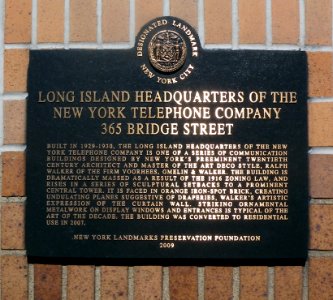 DESIGNATED LANDMARK
NEW YORK CITY
LONG ISLAND HEADQUARTERS OF THE
NEW YORK TELEPHONE COMPANY
365 BRIDGE STREET
BUILT IN 1929-1930, THE LONG ISLAND HEADQUARTERS OF THE NEW
YORK TELEPHONE COMPANY IS ONE OF A SERIES OF COMMUNICATION
BUILDINGS DESIGNED BY NEW YORK'S PREEMINENT TWENTIETH
CENTURY ARCHITECT AND MASTER OF THE ART DECO STYLE, RALPH
WALKER OF THE FIRM VOORHEES, GMELIN & WALKER. THE BUILDING IS
DRAMATICALLY MASSED AS A RESULT OF THE 1916 ZONING LAW, AND
RISES IN A SERIES OF SCULPTURAL SETBACKS TO A PROMINENT
CENTRAL TOWER. IT IS FACED IN ORANGE IRON-SPOT BRICK, CREATING
UNDULATING PLANES SUGGESTIVE OF DRAPERIES, WALKER'S ARTISTIC
EXPRESSION OF THE CURTAIN WALL. STRIKING ORNAMENTAL
METALWORK ON DISPLAY WINDOWS AND ENTRANCES IS TYPICAL OF THE
ART OF THE DECADE. THE BUILDING WAS CONVERTED TO RESIDENTIAL
USE IN 2007.
NEW YORK LANDMARKS PRESERVATION FOUNDATION
2009